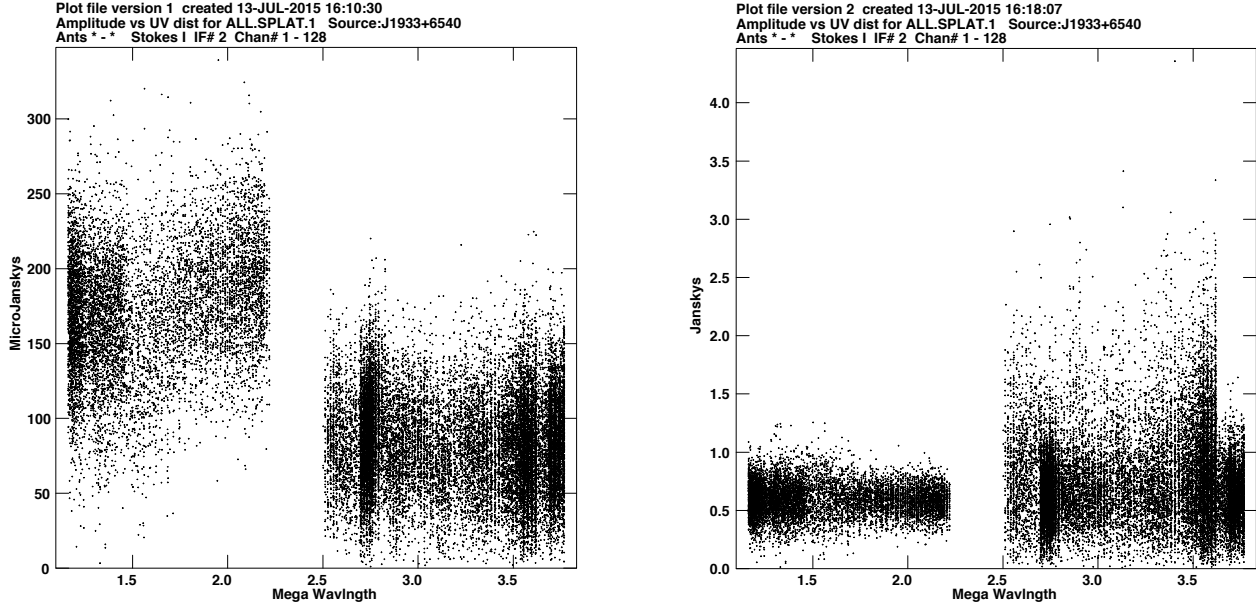 Plot file version 1 created 13-JUL-2015 16:10:30
Amplitude vs UV dist for ALL.SPLAT.1 Source:J1933+6540
Ants * - * Stokes I IF# 2 Chan# 1 - 128
300
250
200
150
100
50
0
MicroJanskys
1.5 2.0 2.5 3.0 3.5
Mega Wavlngth
Plot file version 2 created 13-JUL-2015 16:18:07
Amplitude vs UV dist for ALL.SPLAT.1 Source:J1933+6540
Ants * - * Stokes I IF# 2 Chan# 1 - 128
4.0
3.5
3.0
2.5
2.0
1.5
1.0
0.5
0.0
Janskys
1.5 2.0 2.5 3.0 3.5
Mega Wavlngth